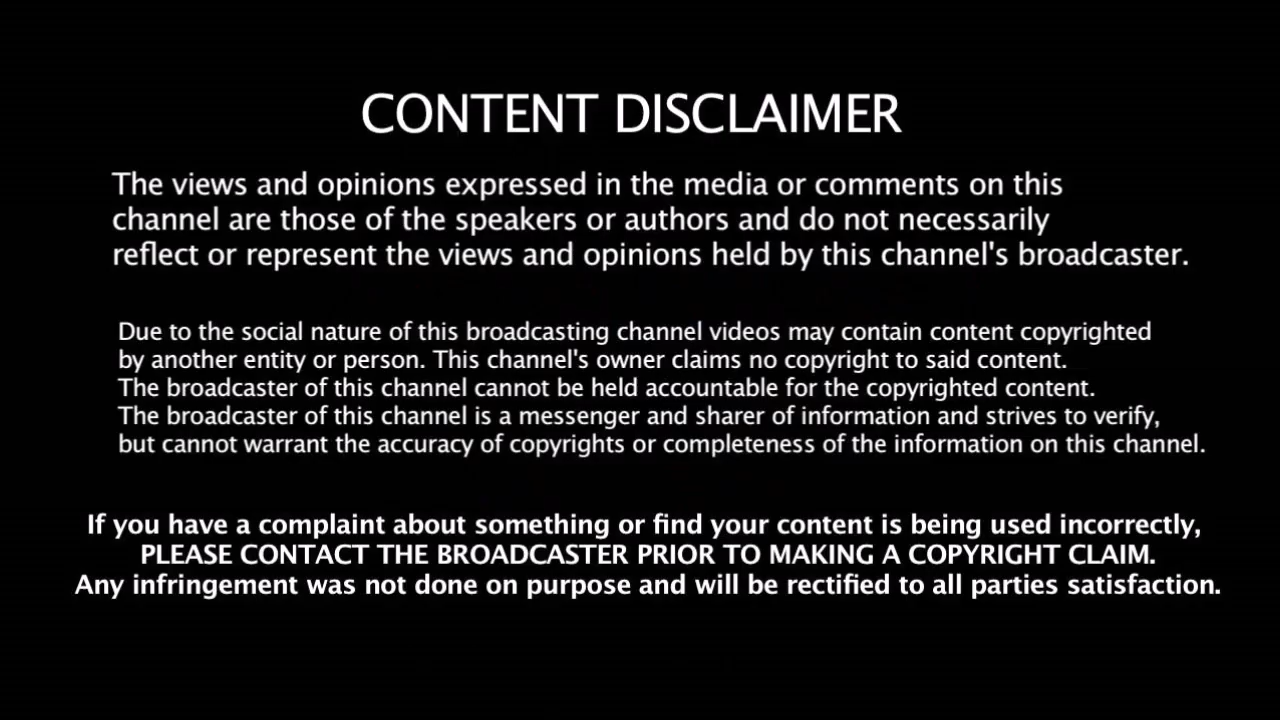 CONTENT DISCLAIMER
The views and opinions expressed in the media or comments on this
channel are those of the speakers or authors and do not necessarily
reflect or represent the views and opinions held by this channel's broadcaster.
Due to the social nature of this broadcasting channel videos may contain content copyrighted
by another entity or person. This channel's owner claims no copyright to said content.
The broadcaster of this channel cannot be held accountable for the copyrighted content.
The broadcaster of this channel is a messenger and sharer of information and strives to verify,
but cannot warrant the accuracy of copyrights or completeness of the information on this channel.
If you have a complaint about something or find your content is being used incorrectly,
PLEASE CONTACT THE BROADCASTER PRIOR TO MAKING A COPYRIGHT CLAIM.
Any infringement was not done on purpose and will be rectified to all parties satisfaction.